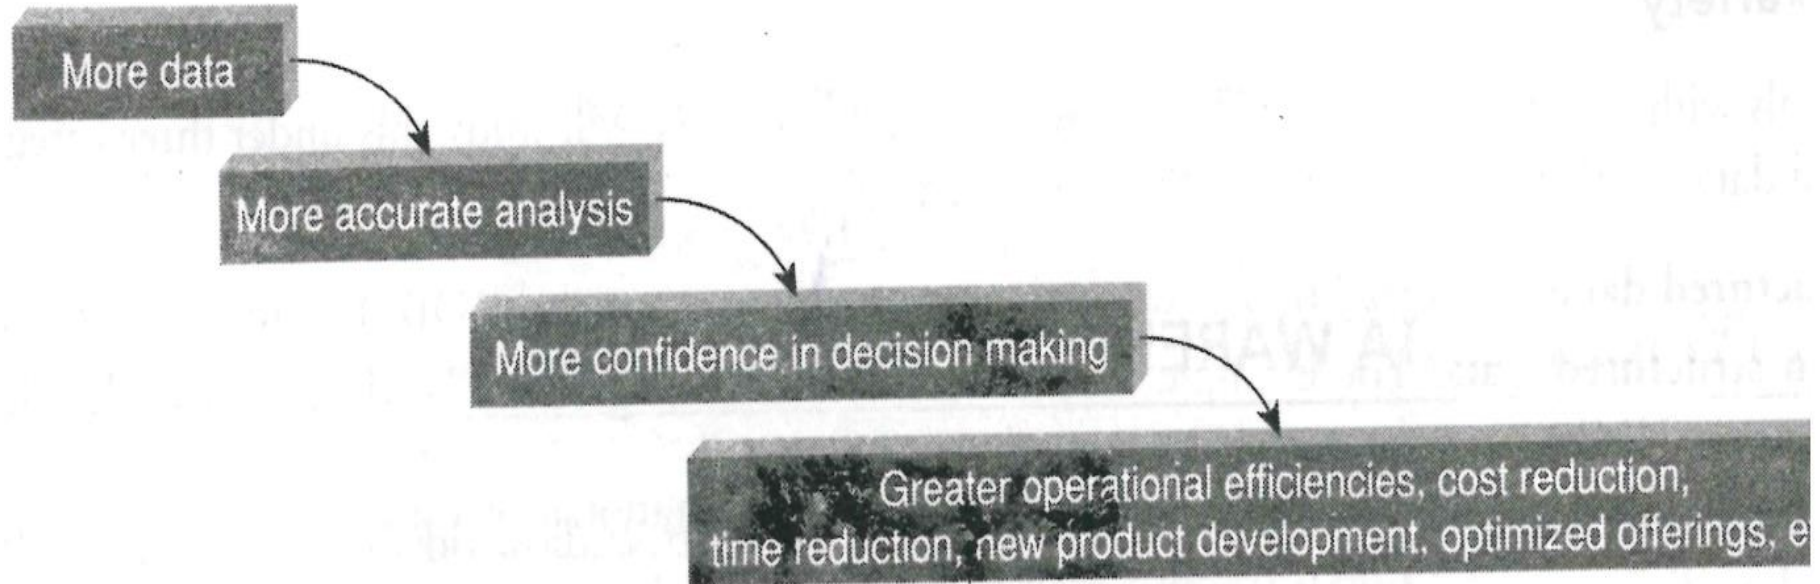 More data
More accurate analysis
More confidence in decision making
Greater operational efficiencies, cost reduction,
time reduction, new product development, optimized offerings, e